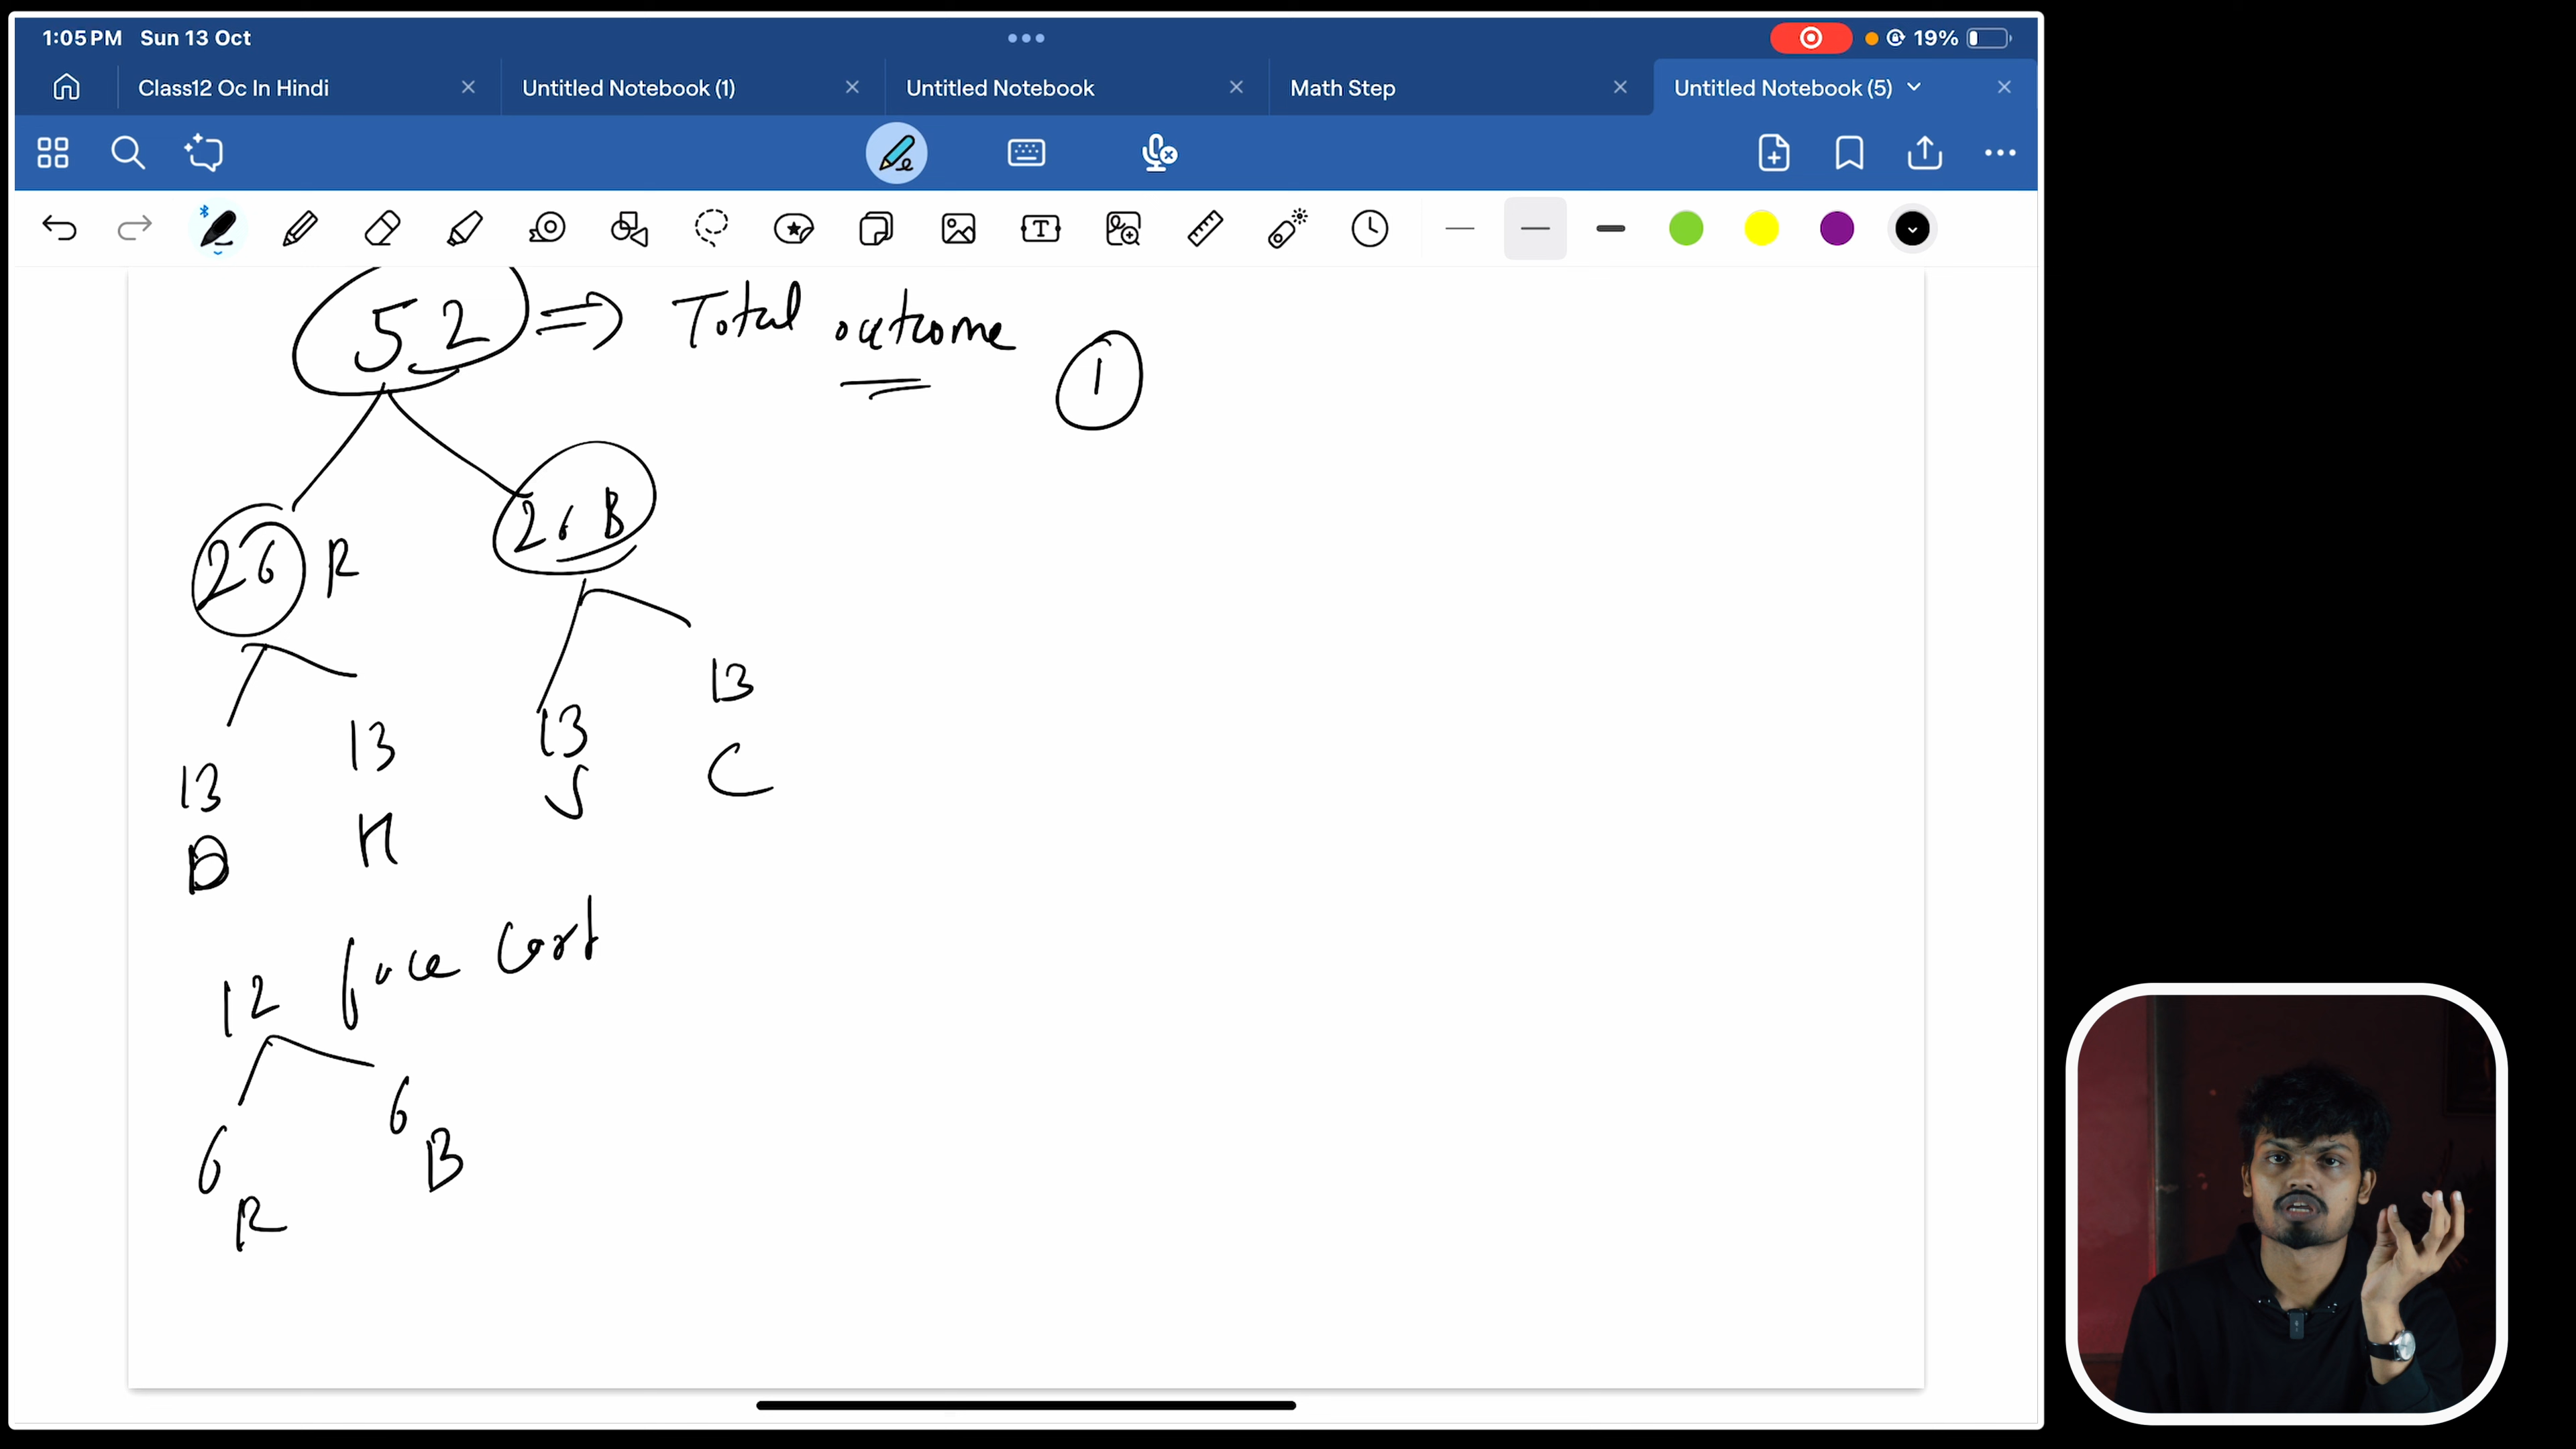 1:05 PM Sun 13 Oct
19%
Class12 Oc In Hindi
Untitled Notebook (1)
Untitled Notebook
Math Step
Untitled Notebook (5)
52 => Total outcome
1
26 R
26 B
13 D
13 H
13 S
13 C
12 face
6 R
6 B